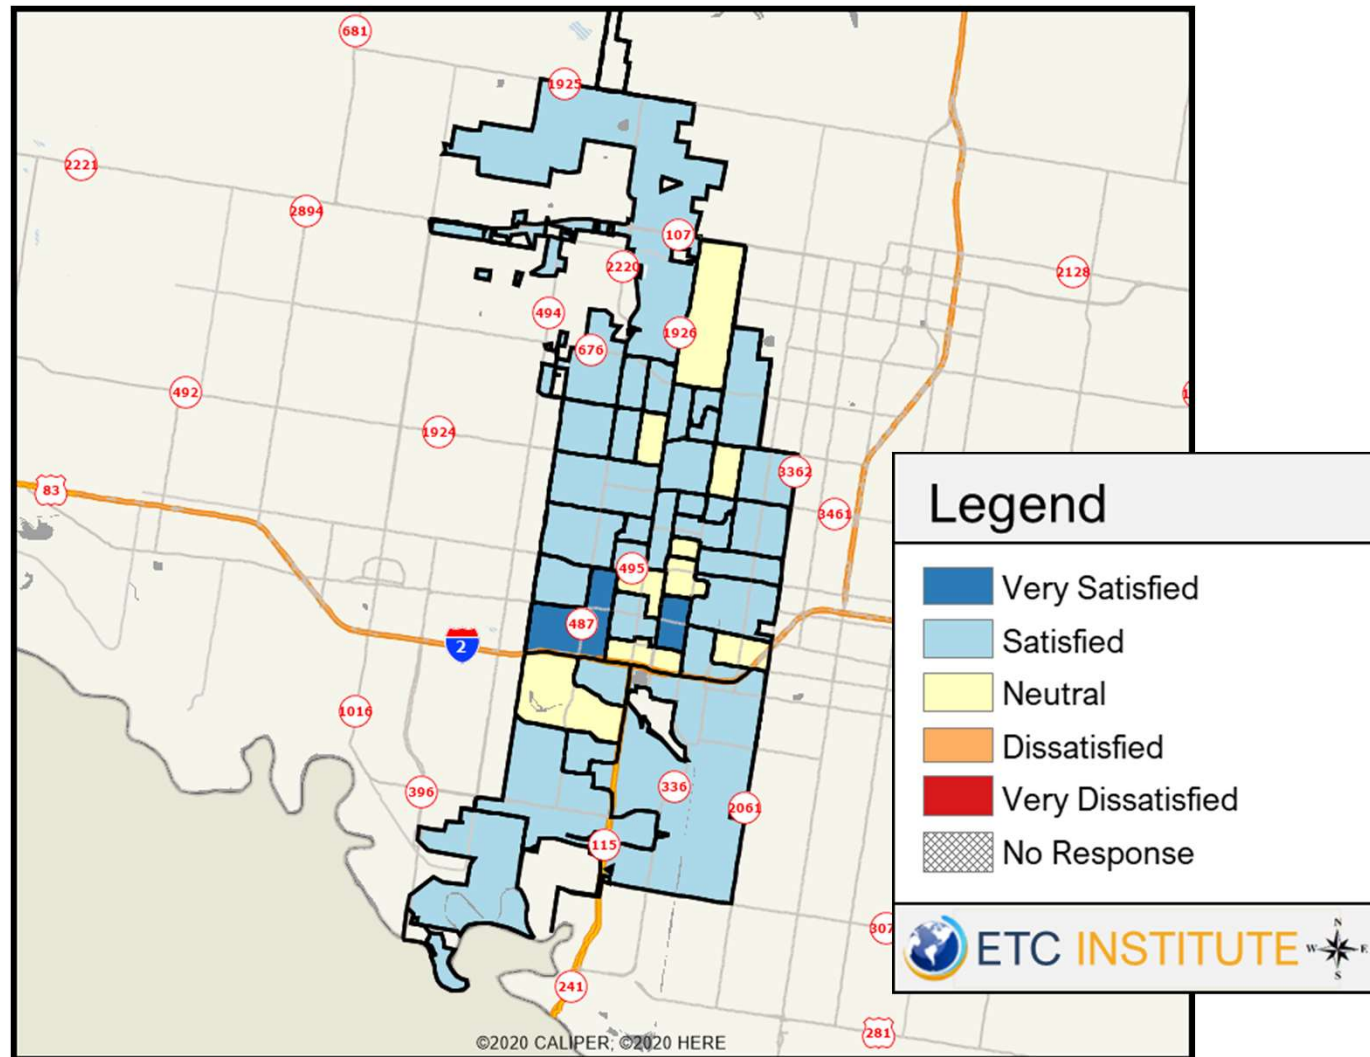 681
1925
2221
2894
107
2220
2128
494
1926
676
492
1924
3362
83
3461
495
487
2
1016
336
396
2061
115
307
241
281
©2020 CALIPER; ©2020 HERE
Legend
Very Satisfied
Satisfied
Neutral
Dissatisfied
Very Dissatisfied
No Response
ETC INSTITUTE
N
W E
S